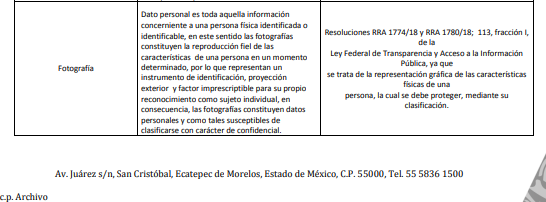 Fotografía
Dato personal es toda aquella información
concerniente a una persona física identificada o
identificable, en este sentido las fotografías
constituyen la reproducción fiel de las
características de una persona en un momento
determinado, por lo que representan un
instrumento de identificación, proyección
exterior y factor imprescriptible para su propio
reconocimiento como sujeto individual, en
consecuencia, las fotografías constituyen datos
personales y como tales susceptibles de
clasificarse con carácter de confidencial.
Resoluciones RRA 1774/18 y RRA 1780/18; 113, fracción I,
de la
Ley Federal de Transparencia y Acceso a la Información
Pública, ya que
se trata de la representación gráfica de las características
físicas de una
persona, la cual se debe proteger, mediante su
clasificación.
Av. Juárez s/n, San Cristóbal, Ecatepec de Morelos, Estado de México, C.P. 55000, Tel. 55 5836 1500
c.p. Archivo